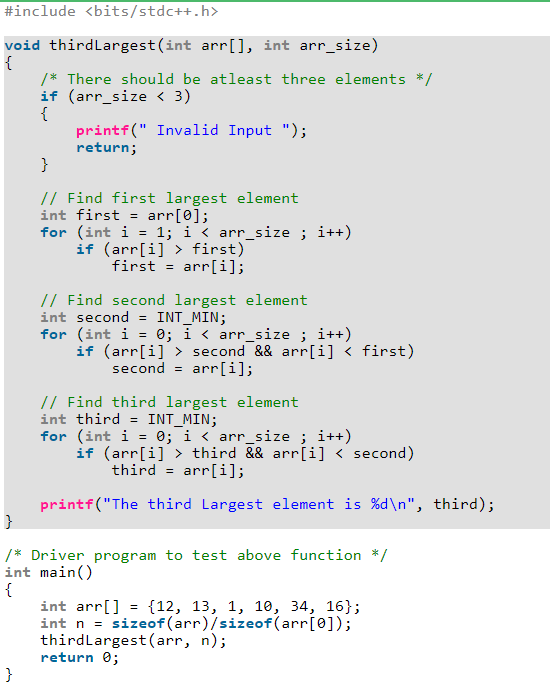 #include <bits/stdc++.h>
void thirdLargest(int arr[], int arr_size)
{
    /* There should be atleast three elements */
    if (arr_size < 3)
    {
        printf(" Invalid Input ");
        return;
    }
    // Find first largest element
    int first = arr[0];
    for (int i = 1; i < arr_size ; i++)
        if (arr[i] > first)
            first = arr[i];
    // Find second largest element
    int second = INT_MIN;
    for (int i = 0; i < arr_size ; i++)
        if (arr[i] > second && arr[i] < first)
            second = arr[i];
    // Find third largest element
    int third = INT_MIN;
    for (int i = 0; i < arr_size ; i++)
        if (arr[i] > third && arr[i] < second)
            third = arr[i];
    printf("The third Largest element is %d\n", third);
}
/* Driver program to test above function */
int main()
{
    int arr[] = {12, 13, 1, 10, 34, 16};
    int n = sizeof(arr)/sizeof(arr[0]);
    thirdLargest(arr, n);
    return 0;
}